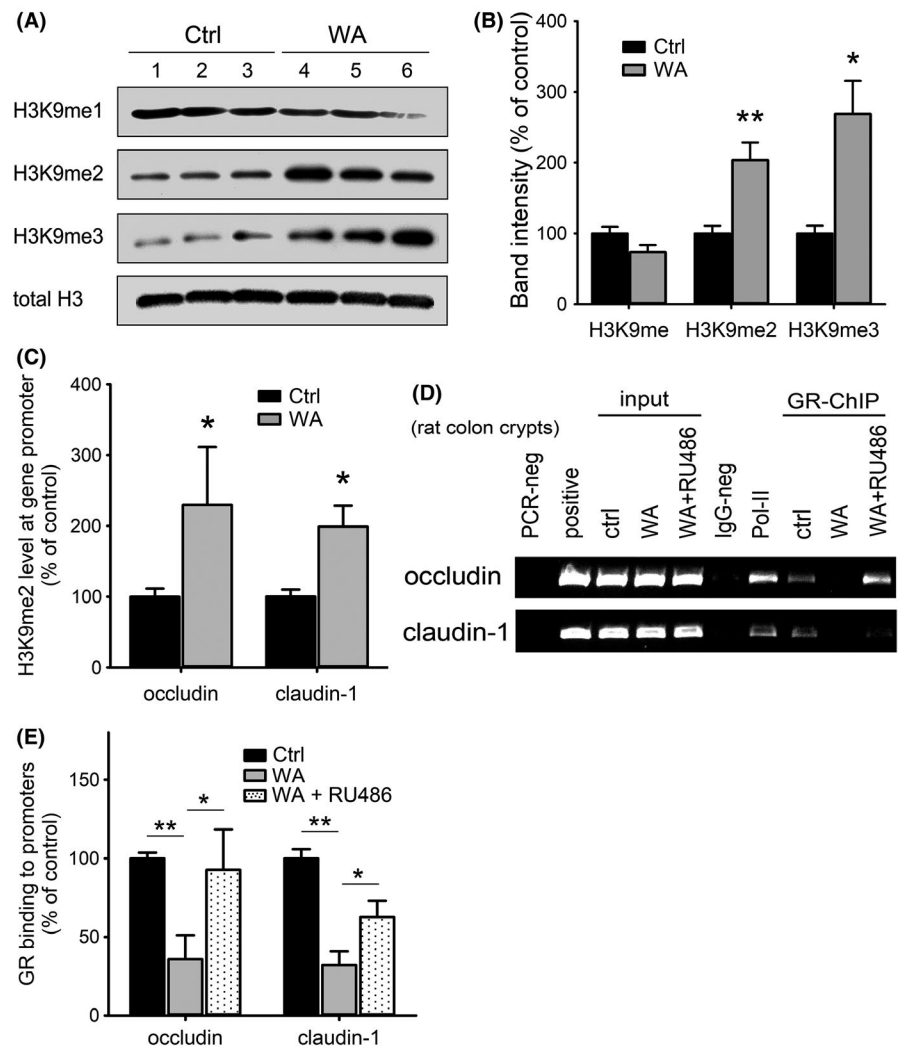 (A)
Ctrl WA
1 2 3 4 5 6
H3K9me1
H3K9me2
H3K9me3
total H3
(B)
Band intensity (% of control)
400
300
200
100
0
Ctrl
WA
**
*
H3K9me H3K9me2 H3K9me3
(C)
H3K9me2 level at gene promoter
(% of control)
400
300
200
100
0
Ctrl
WA
*
*
occludin claudin-1
(D)
input GR-ChIP
(rat colon crypts)
PCR-neg
positive
ctrl
WA
WA+RU486
IgG-neg
Pol-II
ctrl
WA
WA+RU486
occludin
claudin-1
(E)
GR binding to promoters
(% of control)
150
100
50
0
Ctrl
WA
WA + RU486
** *
** *
occludin claudin-1